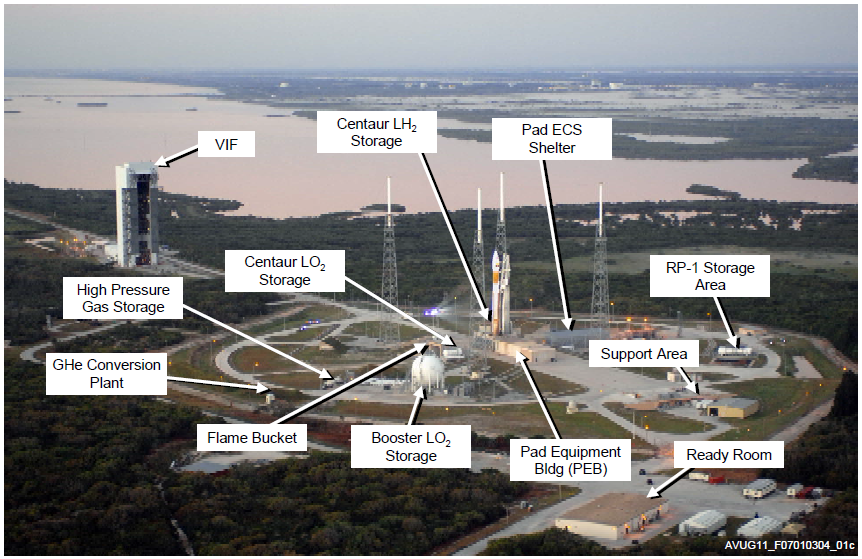 VIF
Centaur LH₂
Storage
Pad ECS
Shelter
Centaur LO₂
Storage
RP-1 Storage
Area
High Pressure
Gas Storage
Support Area
GHe Conversion
Plant
Flame Bucket
Booster LO₂
Storage
Pad Equipment
Bldg (PEB)
Ready Room
AVUG11_F07010304_01c